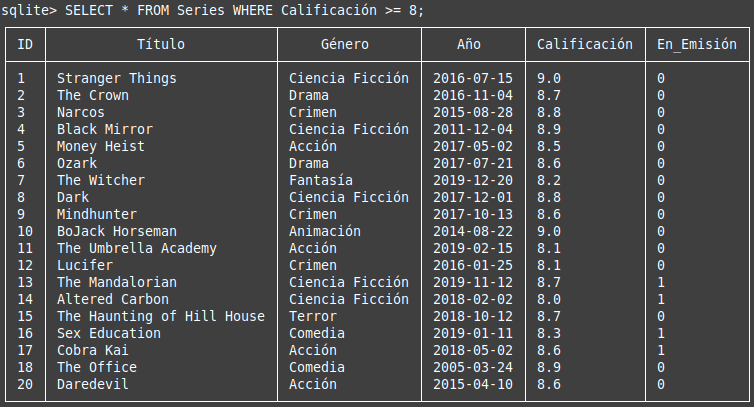 sqlite> SELECT * FROM Series WHERE Calificación >= 8;
ID Título Género Año Calificación En_Emisión
1 Stranger Things Ciencia Ficción 2016-07-15 9.0 0
2 The Crown Drama 2016-11-04 8.7 0
3 Narcos Crimen 2015-08-28 8.8 0
4 Black Mirror Ciencia Ficción 2011-12-04 8.9 0
5 Money Heist Acción 2017-05-02 8.5 0
6 Ozark Drama 2017-07-21 8.6 0
7 The Witcher Fantasía 2019-12-20 8.2 0
8 Dark Ciencia Ficción 2017-12-01 8.8 0
9 Mindhunter Crimen 2017-10-13 8.6 0
10 BoJack Horseman Animación 2014-08-22 9.0 0
11 The Umbrella Academy Acción 2019-02-15 8.1 0
12 Lucifer Crimen 2016-01-25 8.1 0
13 The Mandalorian Ciencia Ficción 2019-11-12 8.7 1
14 Altered Carbon Ciencia Ficción 2018-02-02 8.0 1
15 The Haunting of Hill House Terror 2018-10-12 8.7 0
16 Sex Education Comedia 2019-01-11 8.3 1
17 Cobra Kai Acción 2018-05-02 8.6 1
18 The Office Comedia 2005-03-24 8.9 0
20 Daredevil Acción 2015-04-10 8.6 0